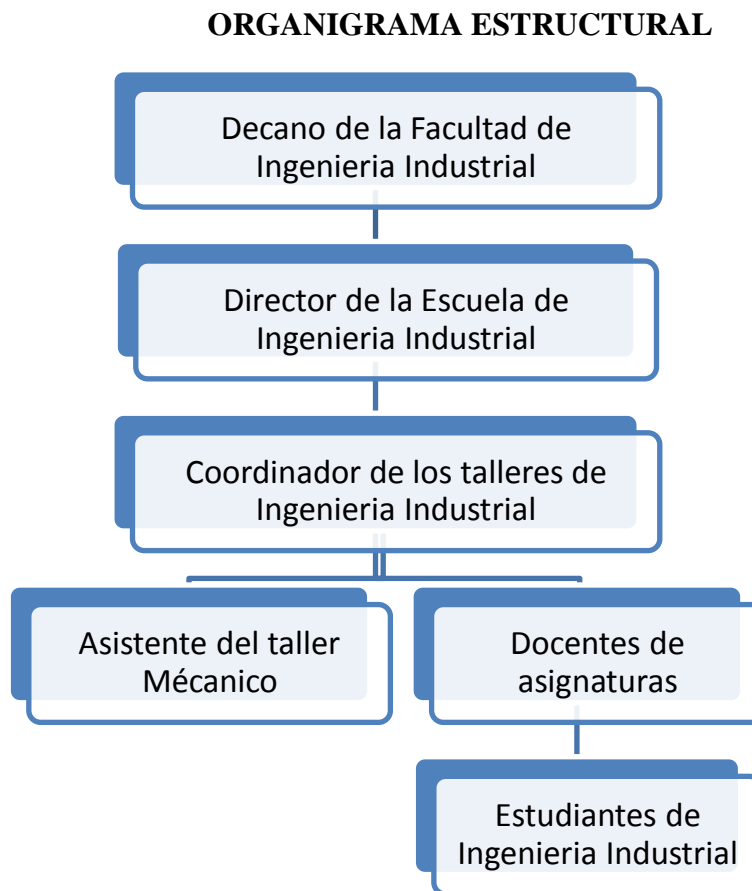 ORGANIGRAMA ESTRUCTURAL
Decano de la Facultad de
Ingenieria Industrial
Director de la Escuela de
Ingenieria Industrial
Coordinador de los talleres de
Ingenieria Industrial
Asistente del taller
Mécanico
Docentes de
asignaturas
Estudiantes de
Ingenieria Industrial